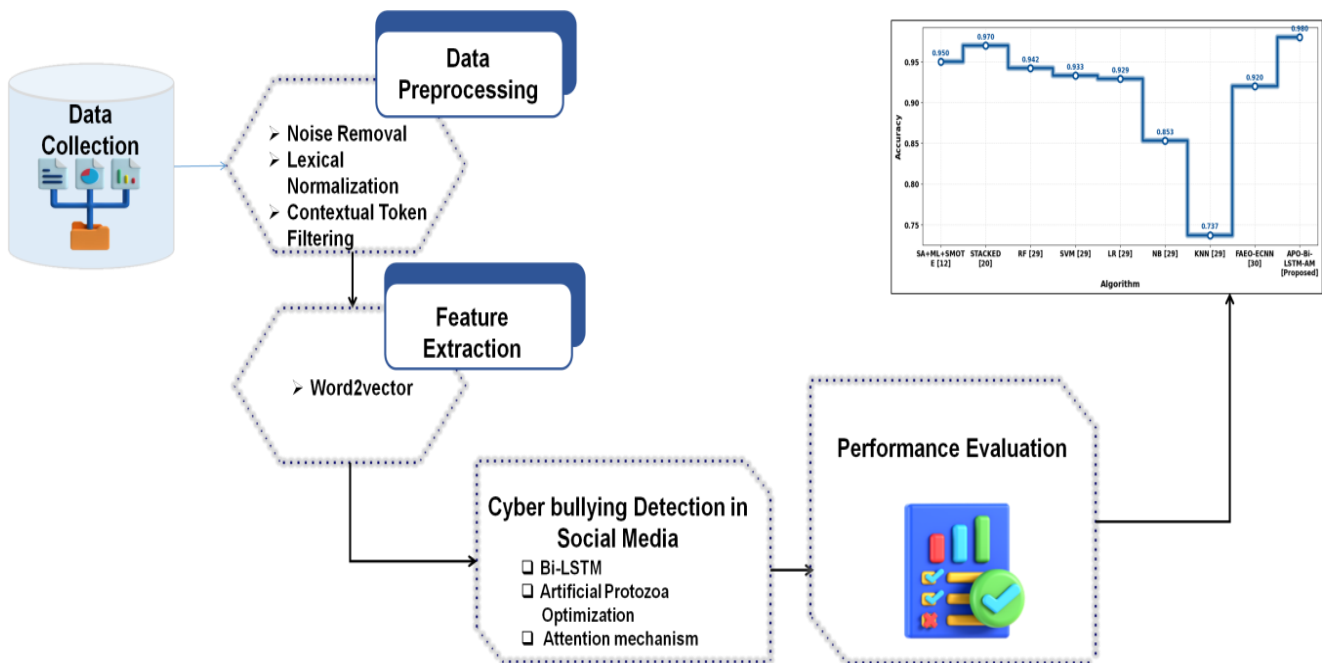 Data
Collection
Data
Preprocessing
➢ Noise Removal
➢ Lexical
Normalization
➢ Contextual Token
Filtering
Feature
Extraction
➢ Word2vector
Cyber bullying Detection in
Social Media
❑ Bi-LSTM
❑ Artificial Protozoa
Optimization
❑ Attention mechanism
Performance Evaluation
Accuracy
0.95
0.90
0.85
0.80
0.75
0.950
0.970
0.942
0.933
0.929
0.853
0.737
0.920
0.980
SA+ML+SMOT
E [12]
STACKED
[20]
RF [29]
SVM [29]
LR [29]
NB [29]
KNN [29]
FAEO-ECNN
[30]
APO-Bi-
LSTM-AM
[Proposed]
Algorithm